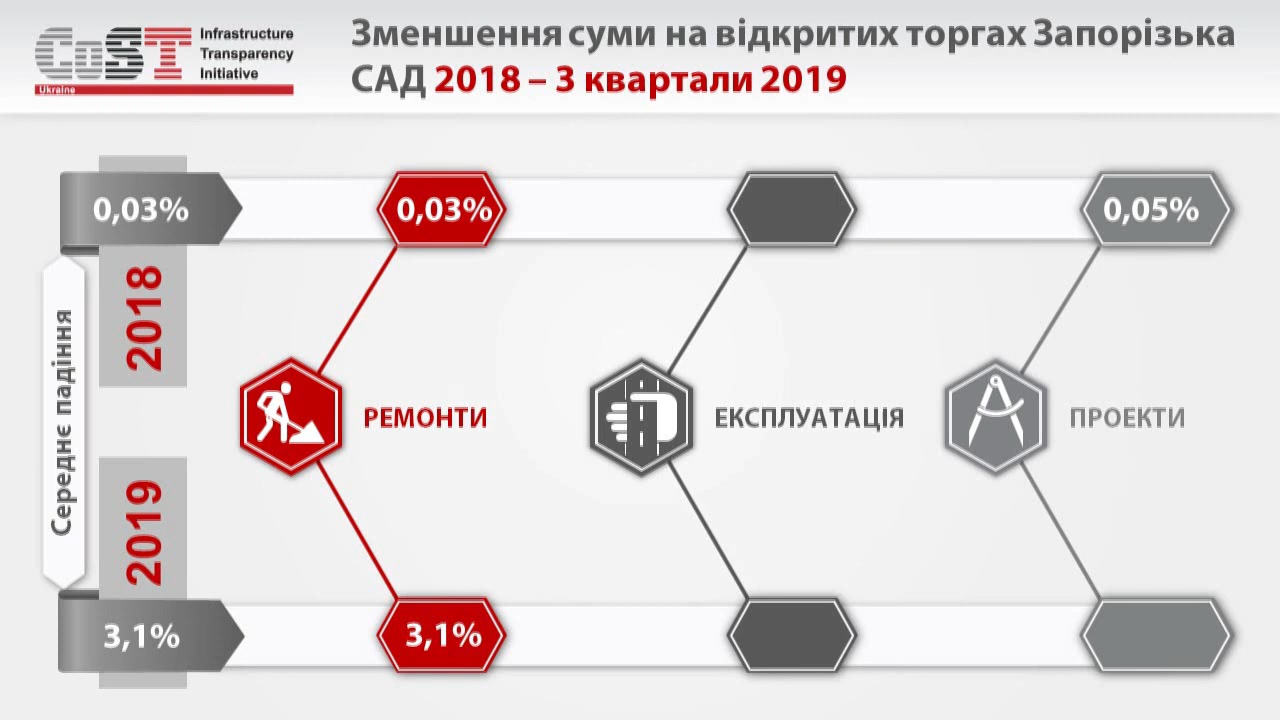 CoST
Infrastructure
Transparency
Initiative
Ukraine
Зменшення суми на відкритих торгах Запорізька
САД 2018 – 3 квартали 2019
0,03%
0,03%
0,05%
2018
Середнє падіння
РЕМОНТИ
ЕКСПЛУАТАЦІЯ
ПРОЕКТИ
2019
3,1%
3,1%